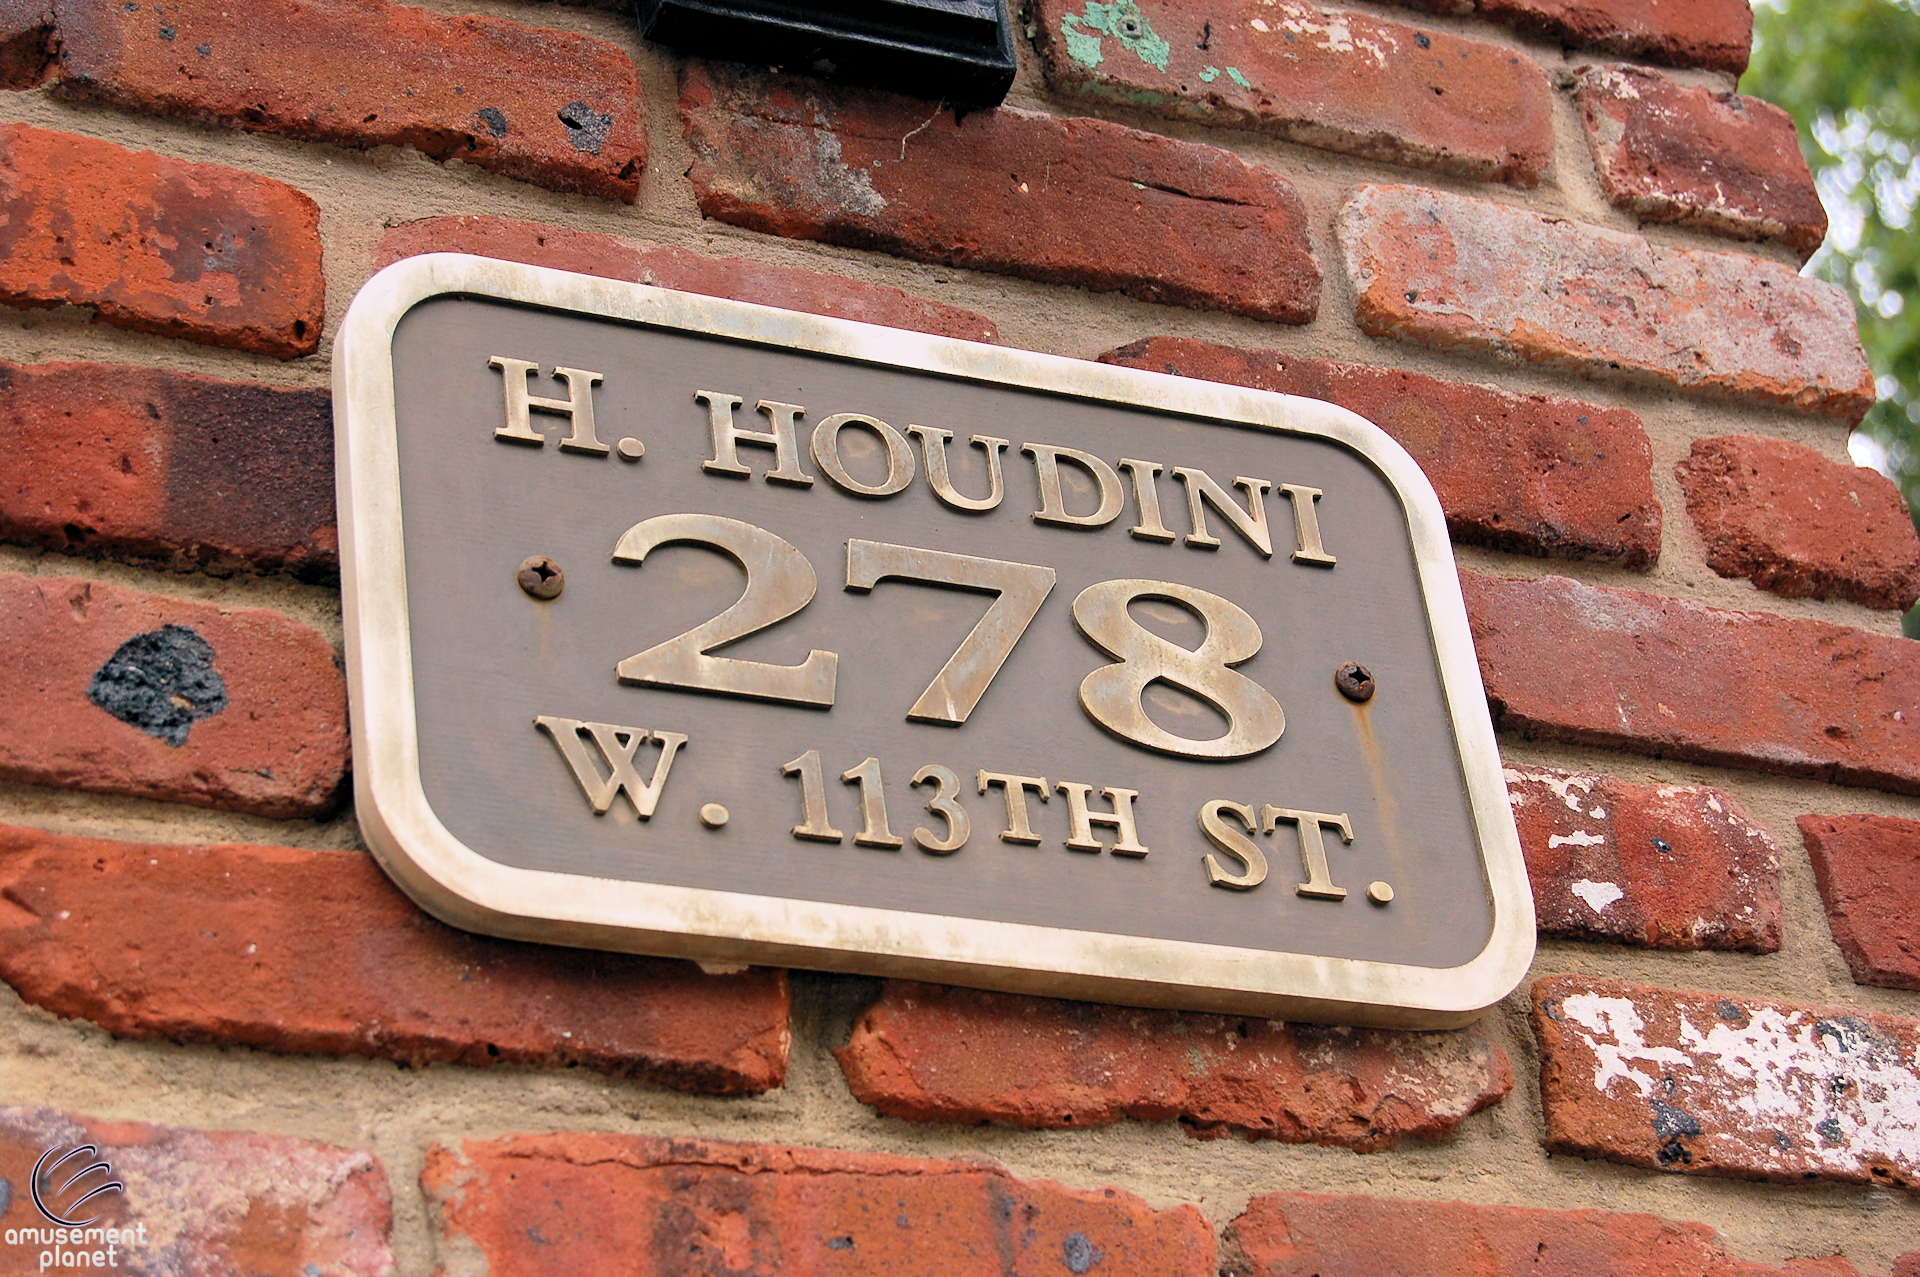 H. HOUDINI
278
W. 113TH ST.
amusement
planet